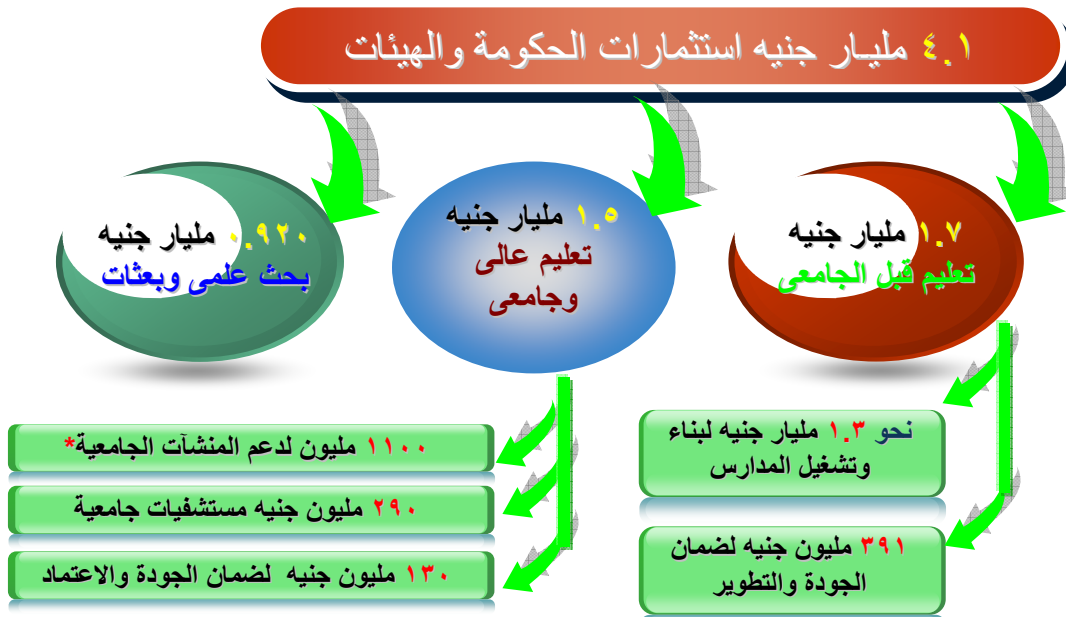 ٤.١ مليار جنيه استثمارات الحكومة والهيئات
١.٧ مليار جنيه
تعليم قبل الجامعى
١.٥ مليار جنيه
تعليم عالى
وجامعى
٠.٩٢٠ مليار جنيه
بحث علمى وبعثات
نحو ١.٣ مليار جنيه لبناء
وتشغيل المدارس
٣٩١ مليون جنيه لضمان
الجودة والتطوير
١١٠٠ مليون لدعم المنشآت الجامعية*
٢٩٠ مليون جنيه مستشفيات جامعية
١٣٠ مليون جنيه لضمان الجودة والاعتماد